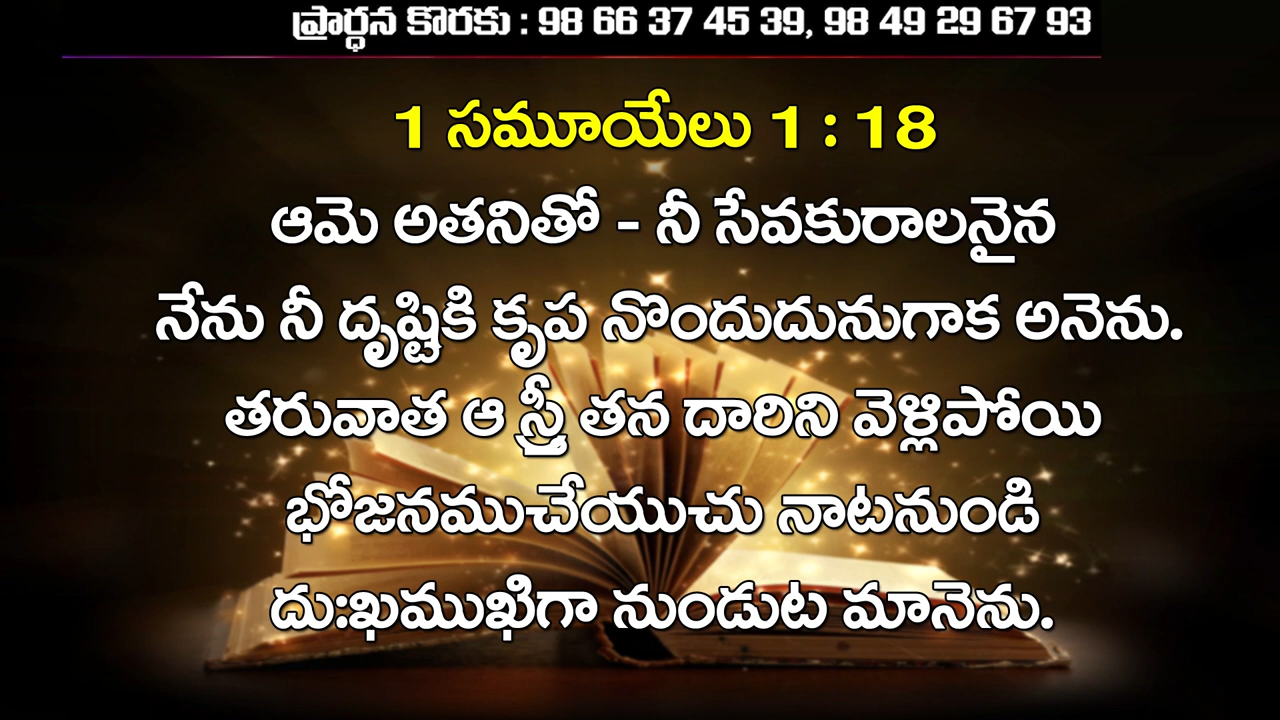 ప్రార్ధన కొరకు : 98 66 37 45 39, 98 49 29 67 93
1 సమూయేలు 1 : 18
ఆమె అతనితో - నీ సేవకురాలనైన
నేను నీ దృష్టికి కృప నొందుదునుగాక అనెను.
తరువాత ఆ స్త్రీ తన దారిని వెళ్లిపోయి
భోజనముచేయుచు నాటనుండి
దుఃఖముఖిగా నుండుట మానెను.